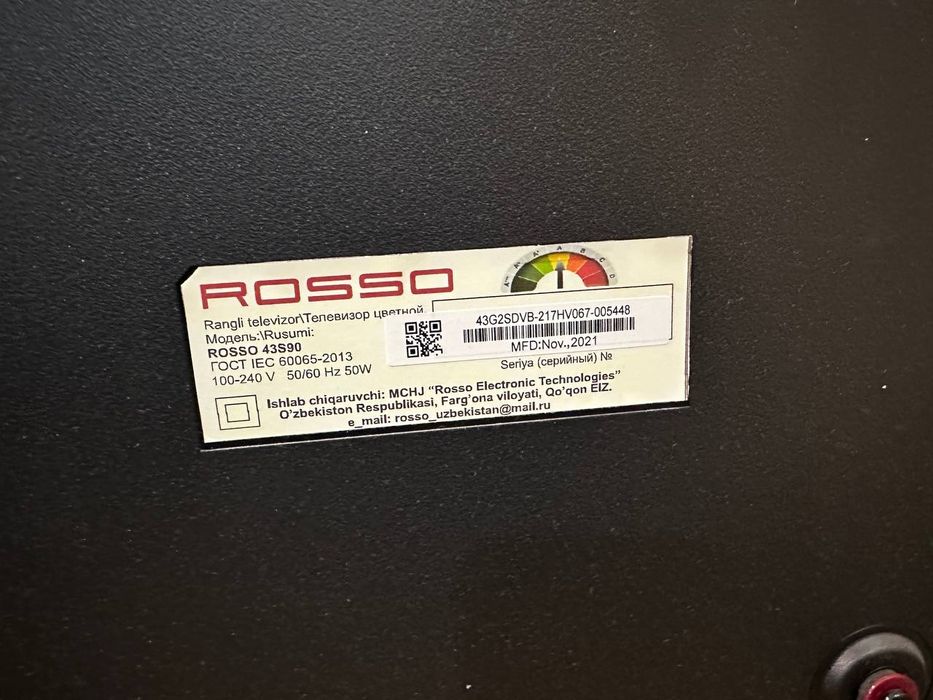 ROSSO
A+++ A++ A+ A B C D
Rangli televizor\Телевизор цветной
Модель:\Rusumi:
ROSSO 43S90
ГОСТ IEC 60065-2013
100-240 V 50/60 Hz 50W
43G2SDVB-217HV067-005448
MFD:Nov.,2021
Seriya (серийный) №
Ishlab chiqaruvchi: MCHJ "Rosso Electronic Technologies"
O'zbekiston Respublikasi, Farg'ona viloyati, Qo'qon EIZ.
e_mail: rosso_uzbekistan@mail.ru